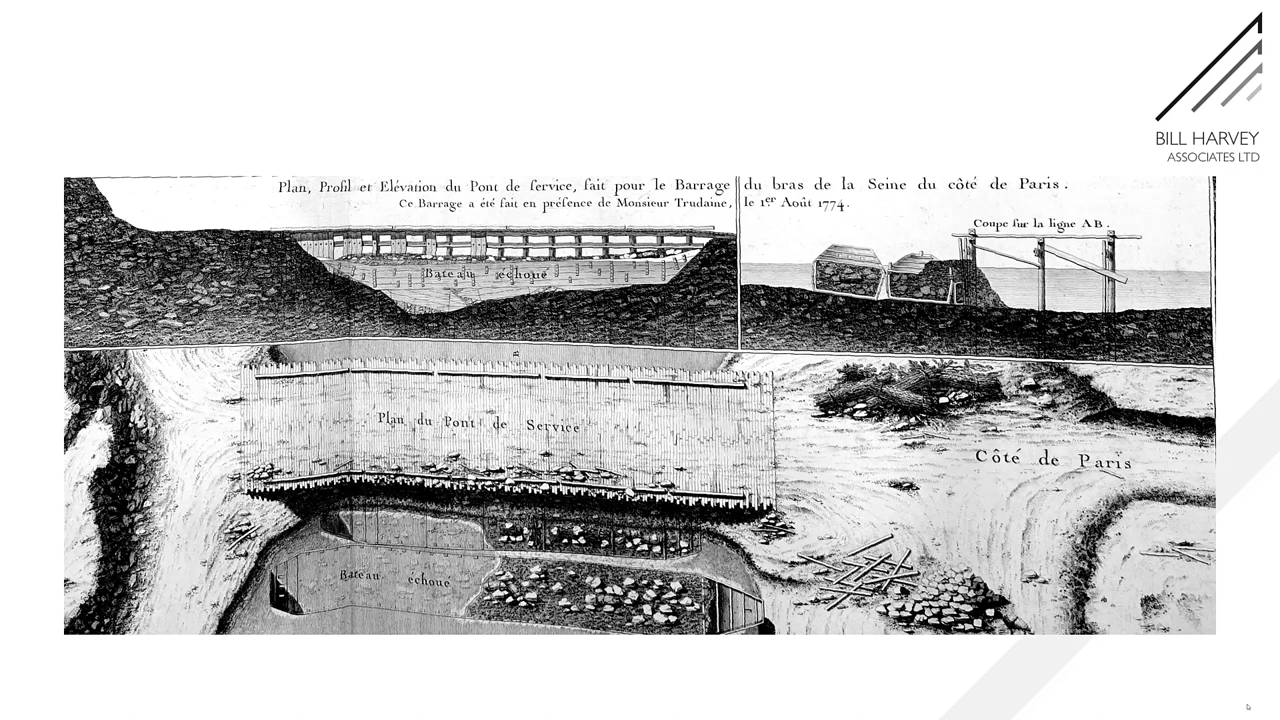 BILL HARVEY
ASSOCIATES LTD
Plan, Profil et Elévation du Pont de service, fait pour le Barrage du bras de la Seine du côté de Paris.
Ce Barrage a été fait en présence de Monsieur Trudaine, le 1er Août 1774.
Coupe sur la ligne AB.
Bateau échoué
B
Plan du Pont de Service
Côté de Paris
Bateau échoué